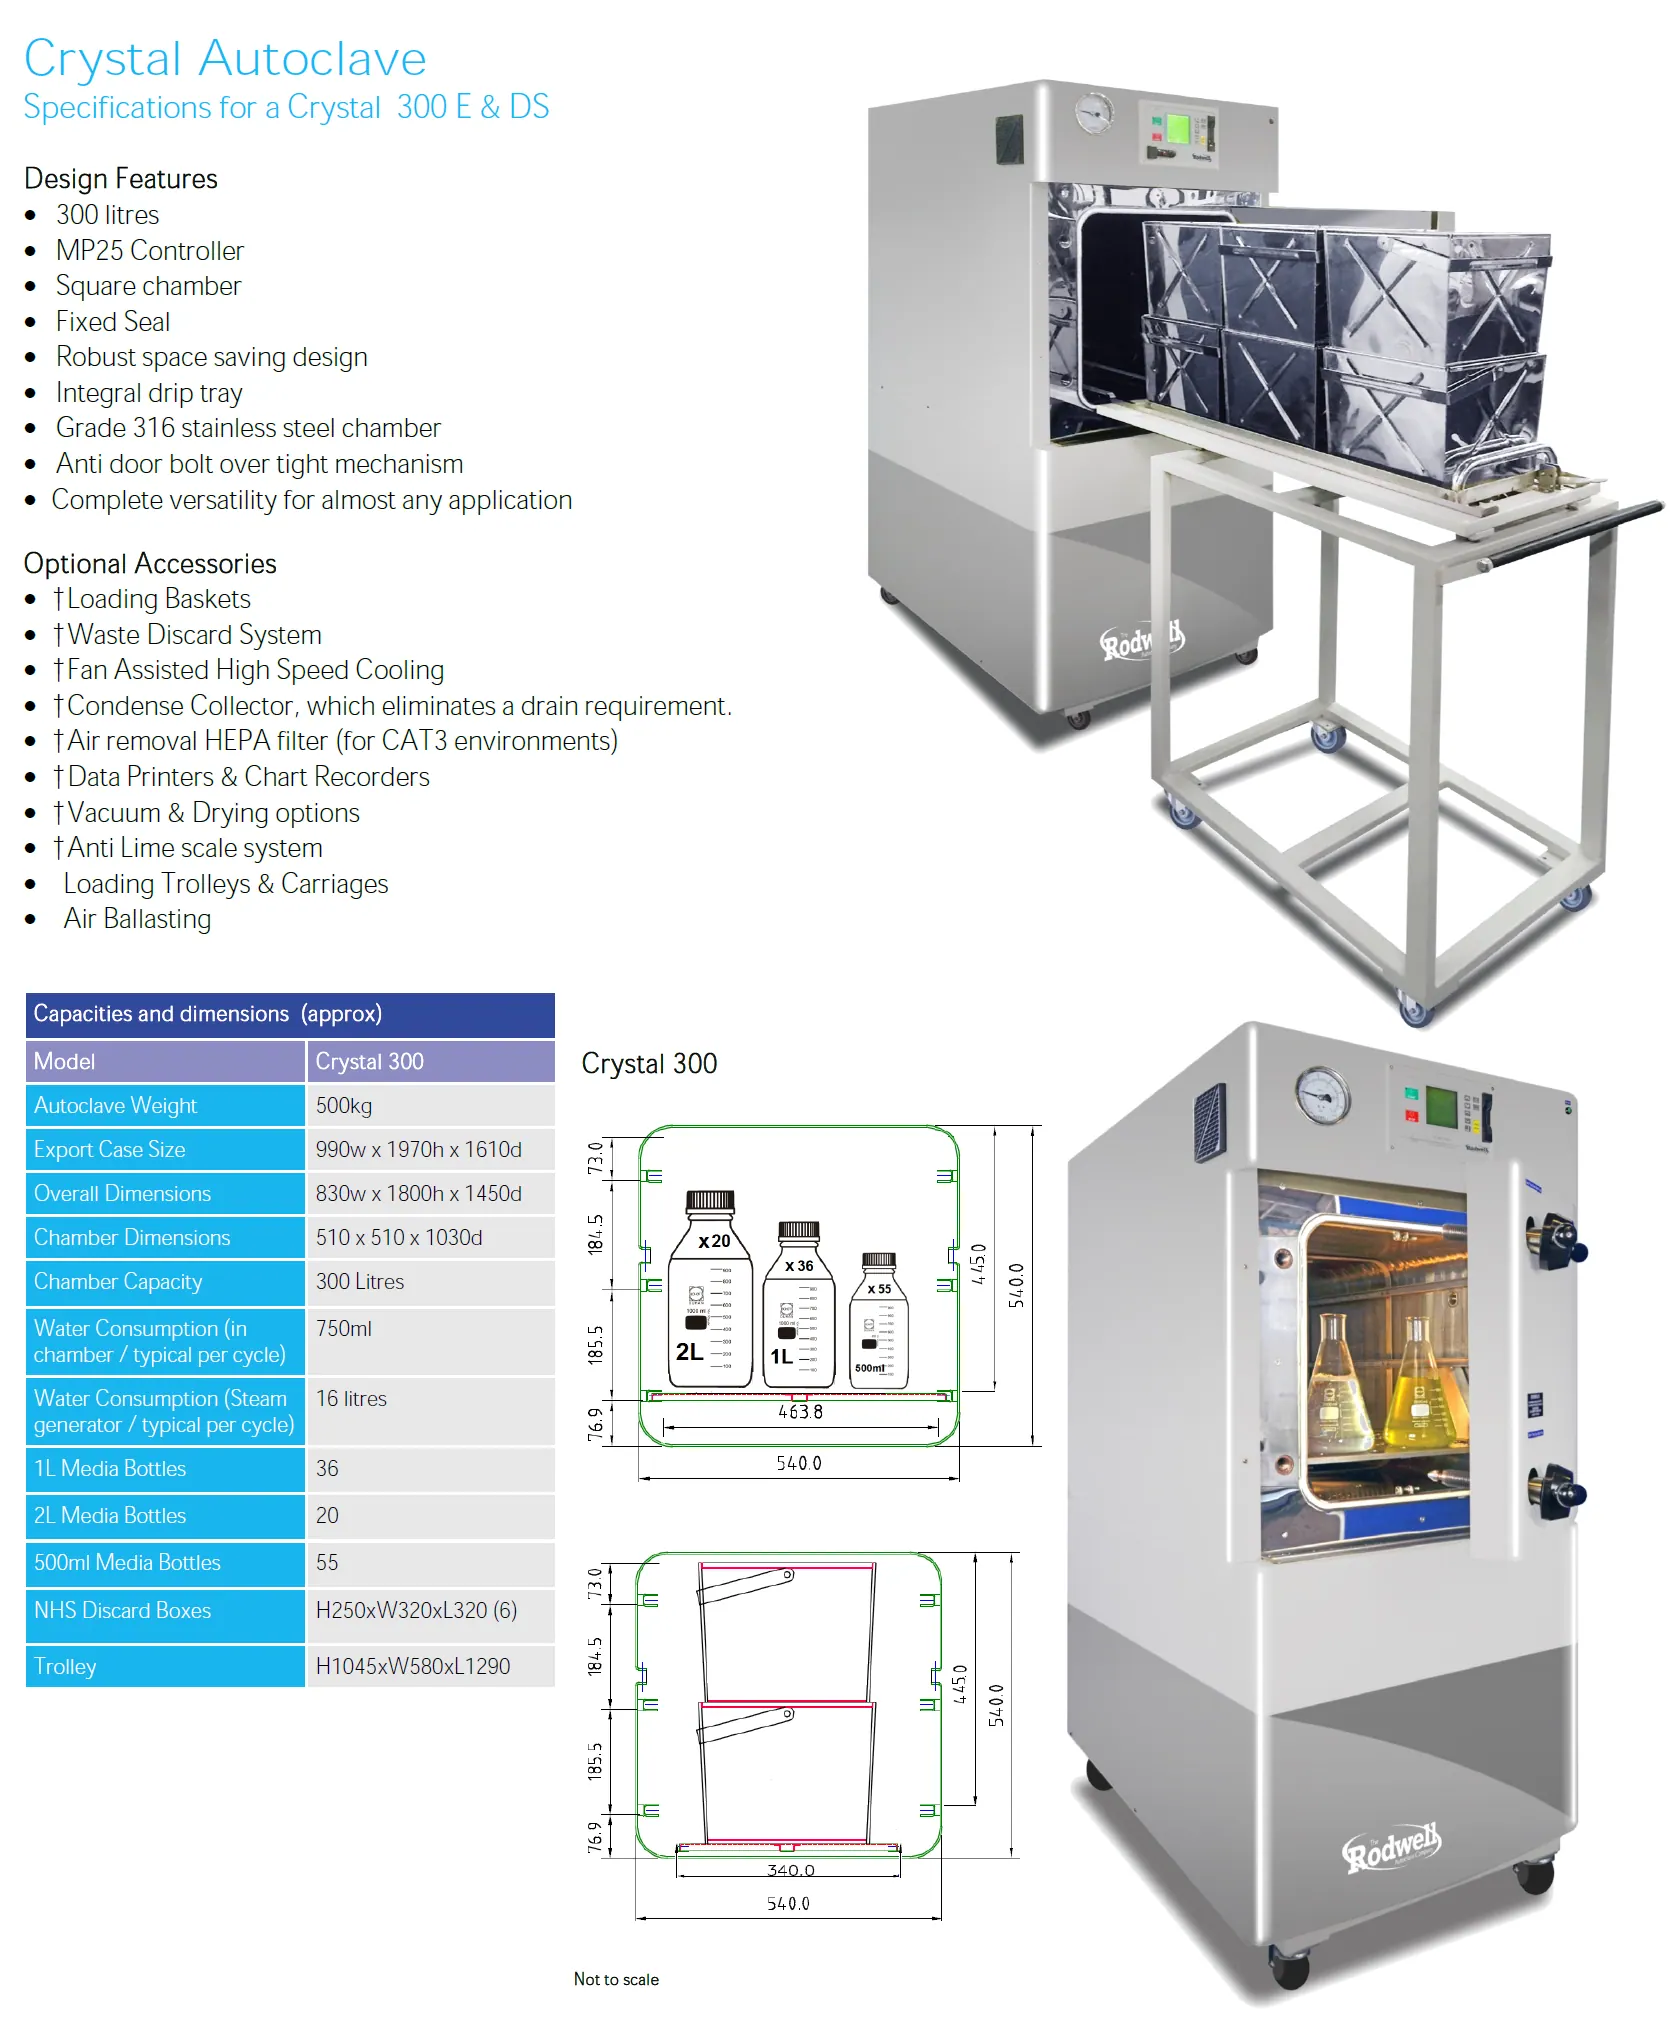 Crystal Autoclave
Specifications for a Crystal 300 E & DS
Design Features
• 300 litres
• MP25 Controller
• Square chamber
• Fixed Seal
• Robust space saving design
• Integral drip tray
• Grade 316 stainless steel chamber
• Anti door bolt over tight mechanism
• Complete versatility for almost any application
Optional Accessories
• †Loading Baskets
• †Waste Discard System
• †Fan Assisted High Speed Cooling
• †Condense Collector, which eliminates a drain requirement.
• †Air removal HEPA filter (for CAT3 environments)
• †Data Printers & Chart Recorders
• †Vacuum & Drying options
• †Anti Lime scale system
• Loading Trolleys & Carriages
• Air Ballasting
Rodwell
The
Rodwell
Capacities and dimensions (approx)
Model Crystal 300
Autoclave Weight 500kg
Export Case Size 990w x 1970h x 1610d
Overall Dimensions 830w x 1800h x 1450d
Chamber Dimensions 510 x 510 x 1030d
Chamber Capacity 300 Litres
Water Consumption (in
chamber / typical per cycle) 750ml
Water Consumption (Steam
generator / typical per cycle) 16 litres
1L Media Bottles 36
2L Media Bottles 20
500ml Media Bottles 55
NHS Discard Boxes H250xW320xL320 (6)
Trolley H1045xW580xL1290
Crystal 300
73.0
184.5
185.5
76.9
x20
2L
x 36
1L
x 55
500ml
445.0
540.0
463.8
540.0
73.0
184.5
185.5
76.9
445.0
540.0
340.0
540.0
Not to scale
The
Rodwell